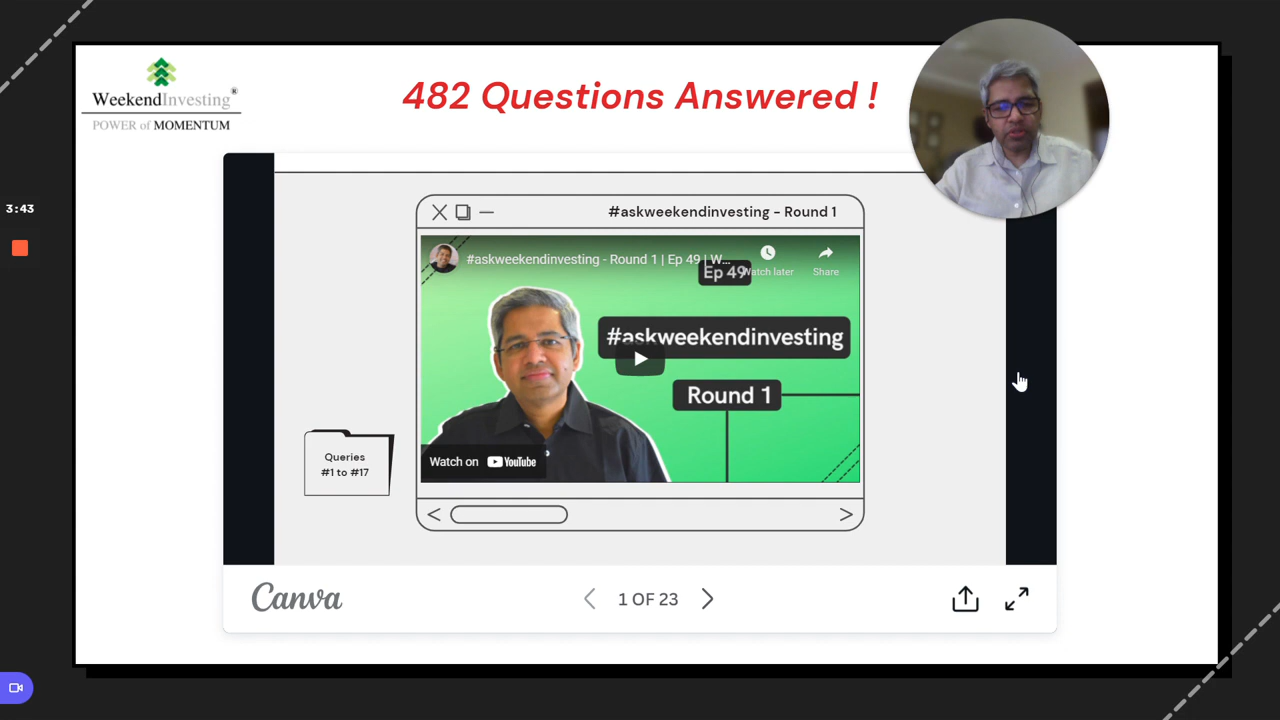 WeekendInvesting®
POWER of MOMENTUM
482 Questions Answered !
3:43
#askweekendinvesting - Round 1
#askweekendinvesting - Round 1 | Ep 49 | W...
Watch later
Share
Ep 49
#askweekendinvesting
Round 1
Watch on YouTube
Queries
#1 to #17
Canva
1 OF 23